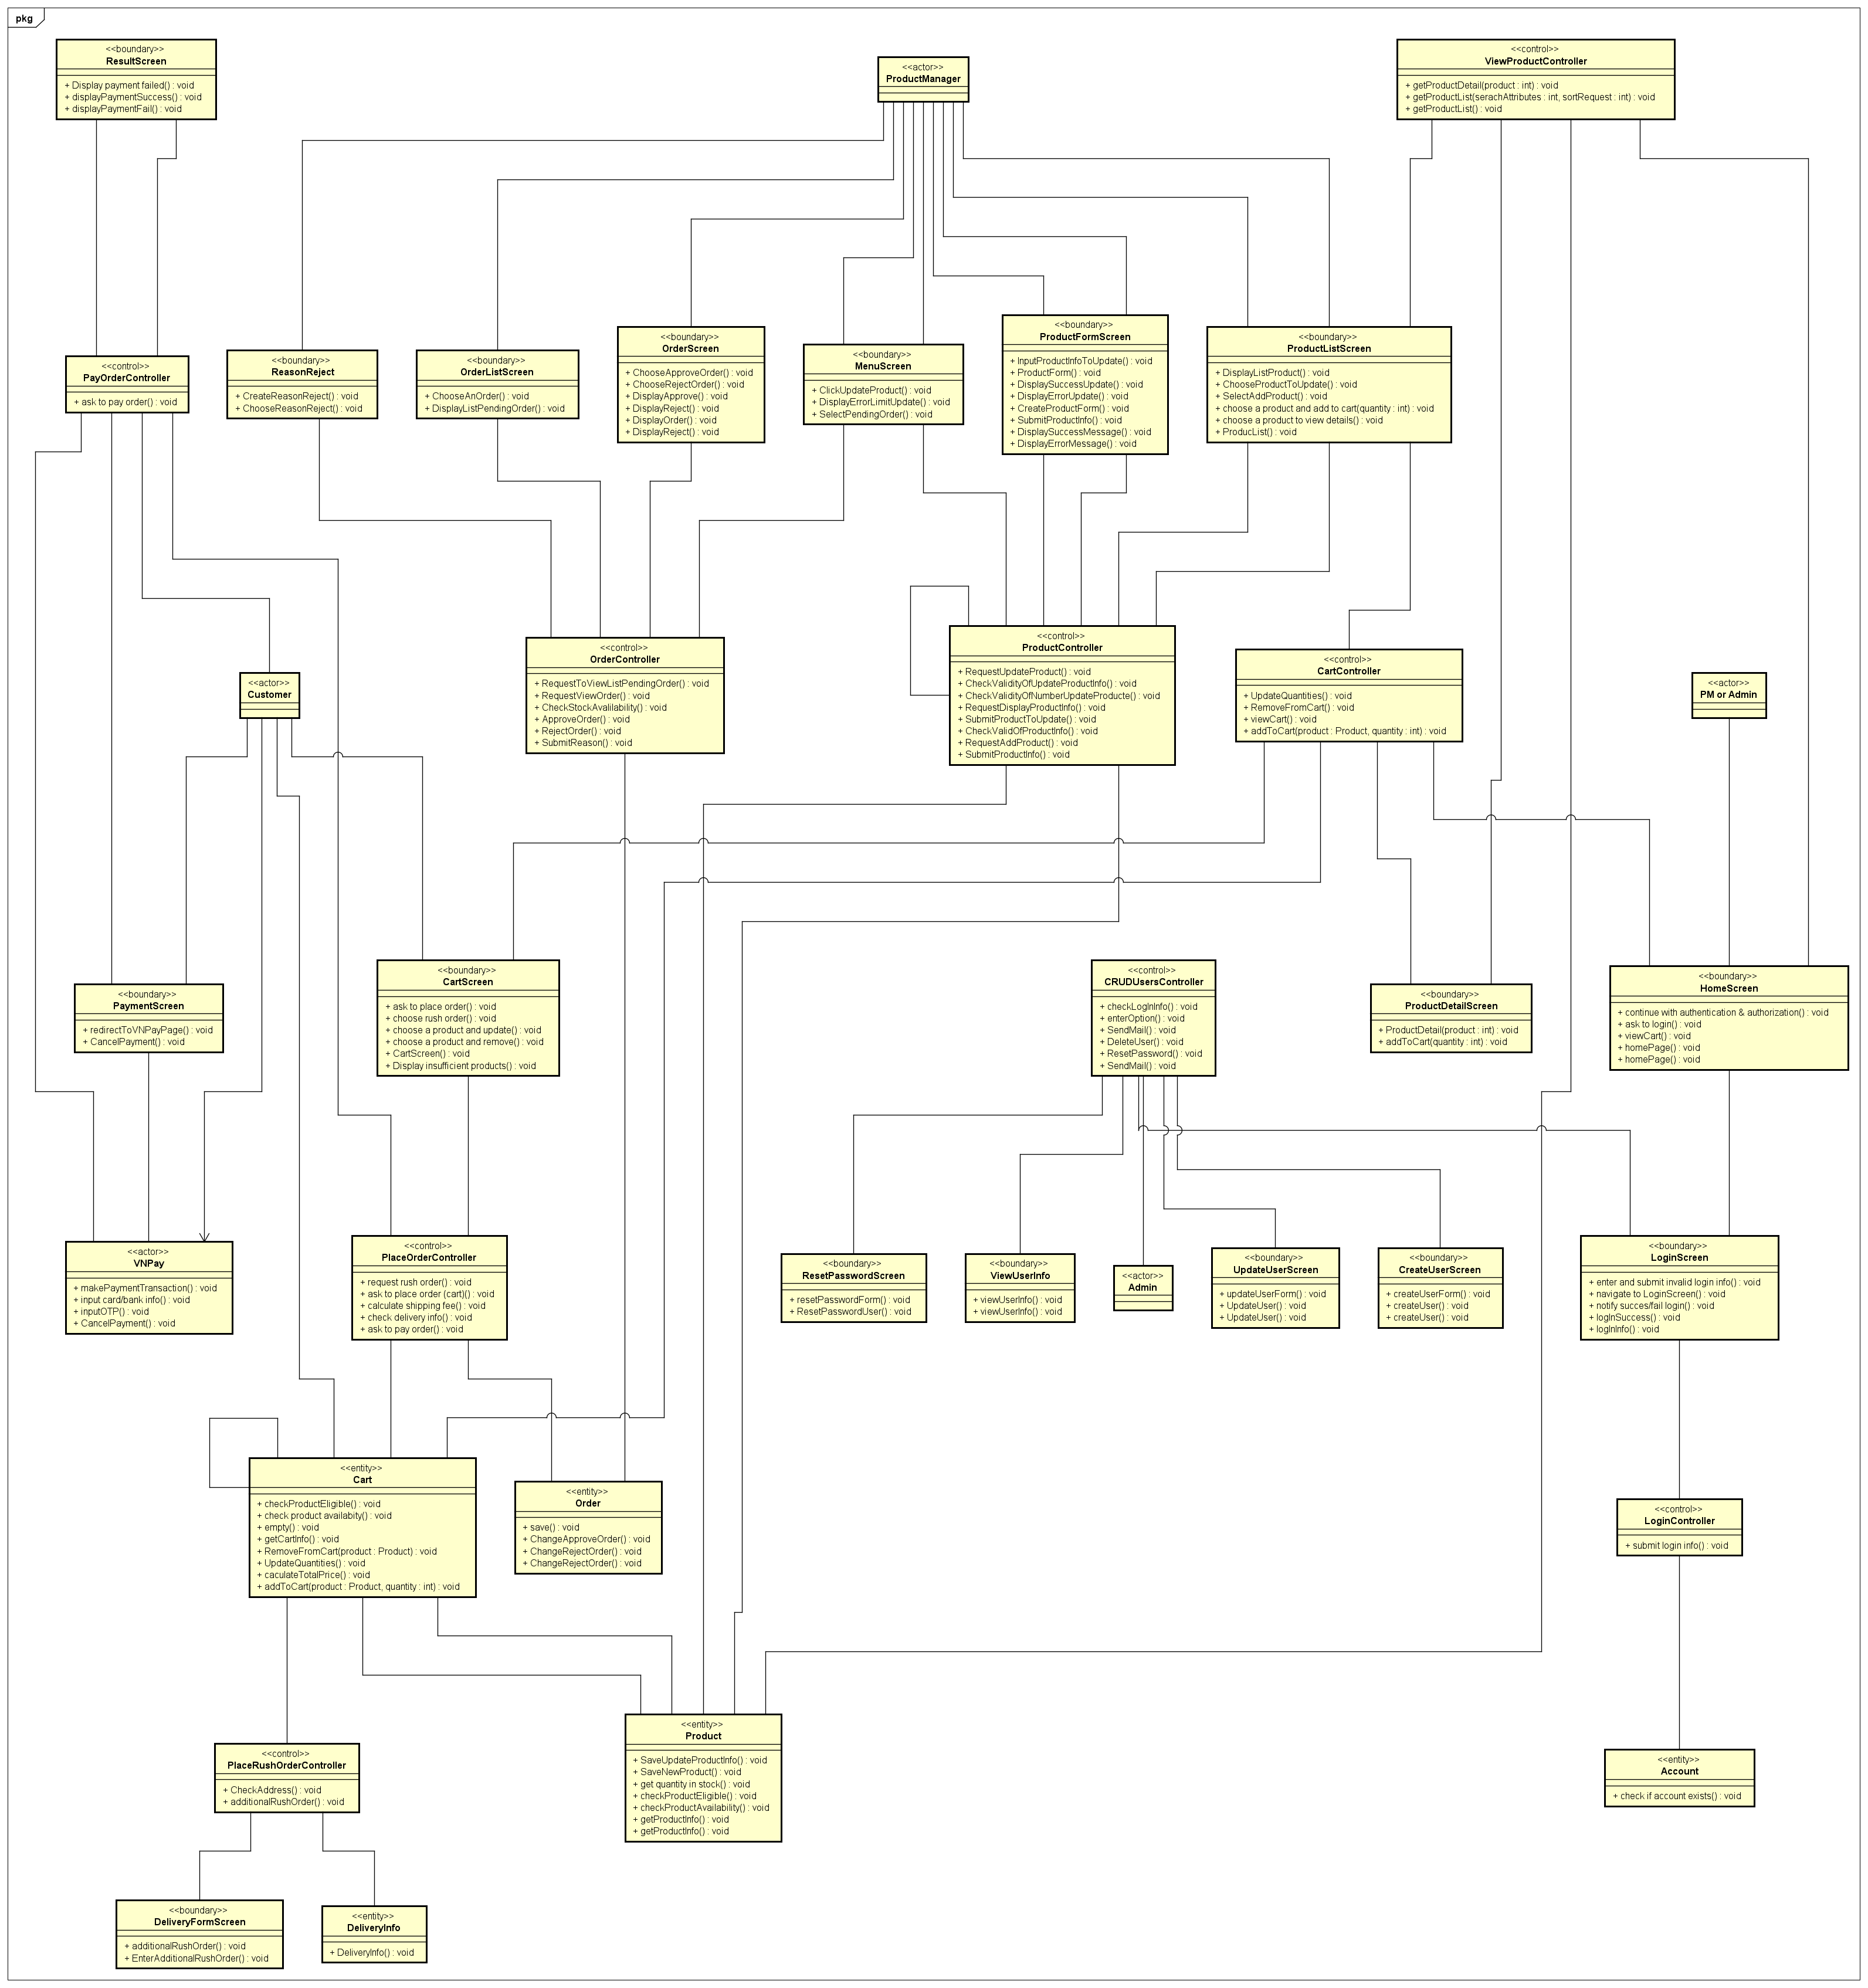 pkg
<<boundary>>
ResultScreen
+ Display payment failed() : void
+ displayPaymentSuccess() : void
+ displayPaymentFail() : void
<<actor>>
ProductManager
<<control>>
ViewProductController
+ getProductDetail(product : int) : void
+ getProductList(serachAttributes : int, sortRequest : int) : void
+ getProductList() : void
<<control>>
PayOrderController
+ ask to pay order() : void
<<boundary>>
ReasonReject
+ CreateReasonReject() : void
+ ChooseReasonReject() : void
<<boundary>>
OrderListScreen
+ ChooseAnOrder() : void
+ DisplayListPendingOrder() : void
<<boundary>>
OrderScreen
+ ChooseApproveOrder() : void
+ ChooseRejectOrder() : void
+ DisplayApprove() : void
+ DisplayReject() : void
+ DisplayOrder() : void
+ DisplayReject() : void
<<boundary>>
MenuScreen
+ ClickUpdateProduct() : void
+ DisplayErrorLimitUpdate() : void
+ SelectPendingOrder() : void
<<boundary>>
ProductFormScreen
+ InputProductInfoToUpdate() : void
+ ProductForm() : void
+ DisplaySuccessUpdate() : void
+ DisplayErrorUpdate() : void
+ CreateProductForm() : void
+ SubmitProductInfo() : void
+ DisplaySuccessMessage() : void
+ DisplayErrorMessage() : void
<<boundary>>
ProductListScreen
+ DisplayListProduct() : void
+ ChooseProductToUpdate() : void
+ SelectAddProduct() : void
+ choose a product and add to cart(quantity : int) : void
+ choose a product to view details() : void
+ ProducList() : void
<<actor>>
Customer
<<control>>
OrderController
+ RequestToViewListPendingOrder() : void
+ RequestViewOrder() : void
+ CheckStockAvalilability() : void
+ ApproveOrder() : void
+ RejectOrder() : void
+ SubmitReason() : void
<<control>>
ProductController
+ RequestUpdateProduct() : void
+ CheckValidityOfUpdateProductInfo() : void
+ CheckValidityOfNumberUpdateProducte() : void
+ RequestDisplayProductInfo() : void
+ SubmitProductToUpdate() : void
+ CheckValidOfProductInfo() : void
+ RequestAddProduct() : void
+ SubmitProductInfo() : void
<<control>>
CartController
+ UpdateQuantities() : void
+ RemoveFromCart() : void
+ viewCart() : void
+ addToCart(product : Product, quantity : int) : void
<<actor>>
PM or Admin
<<boundary>>
PaymentScreen
+ redirectToVNPayPage() : void
+ CancelPayment() : void
<<boundary>>
CartScreen
+ ask to place order() : void
+ choose rush order() : void
+ choose a product and update() : void
+ choose a product and remove() : void
+ CartScreen() : void
+ Display insufficient products() : void
<<control>>
CRUDUsersController
+ checkLogInInfo() : void
+ enterOption() : void
+ SendMail() : void
+ DeleteUser() : void
+ ResetPassword() : void
+ SendMail() : void
<<boundary>>
ProductDetailScreen
+ ProductDetail(product : int) : void
+ addToCart(quantity : int) : void
<<boundary>>
HomeScreen
+ continue with authentication & authorization() : void
+ ask to login() : void
+ viewCart() : void
+ homePage() : void
+ homePage() : void
<<actor>>
VNPay
+ makePaymentTransaction() : void
+ input card/bank info() : void
+ inputOTP() : void
+ CancelPayment() : void
<<control>>
PlaceOrderController
+ request rush order() : void
+ ask to place order (cart)() : void
+ calculate shipping fee() : void
+ check delivery info() : void
+ ask to pay order() : void
<<boundary>>
ResetPasswordScreen
+ resetPasswordForm() : void
+ ResetPasswordUser() : void
<<boundary>>
ViewUserInfo
+ viewUserInfo() : void
+ viewUserInfo() : void
<<actor>>
Admin
<<boundary>>
UpdateUserScreen
+ updateUserForm() : void
+ UpdateUser() : void
+ UpdateUser() : void
<<boundary>>
CreateUserScreen
+ createUserForm() : void
+ createUser() : void
+ createUser() : void
<<boundary>>
LoginScreen
+ enter and submit invalid login info() : void
+ navigate to LoginScreen() : void
+ notify succes/fail login() : void
+ logInSuccess() : void
+ logInInfo() : void
<<entity>>
Cart
+ checkProductEligible() : void
+ check product availabity() : void
+ empty() : void
+ getCartInfo() : void
+ RemoveFromCart(product : Product) : void
+ UpdateQuantities() : void
+ caculateTotalPrice() : void
+ addToCart(product : Product, quantity : int) : void
<<entity>>
Order
+ save() : void
+ ChangeApproveOrder() : void
+ ChangeRejectOrder() : void
+ ChangeRejectOrder() : void
<<control>>
LoginController
+ submit login info() : void
<<control>>
PlaceRushOrderController
+ CheckAddress() : void
+ additionalRushOrder() : void
<<entity>>
Product
+ SaveUpdateProductInfo() : void
+ SaveNewProduct() : void
+ get quantity in stock() : void
+ checkProductEligible() : void
+ checkProductAvailability() : void
+ getProductInfo() : void
+ getProductInfo() : void
<<entity>>
Account
+ check if account exists() : void
<<boundary>>
DeliveryFormScreen
+ additionalRushOrder() : void
+ EnterAdditionalRushOrder() : void
<<entity>>
DeliveryInfo
+ DeliveryInfo() : void